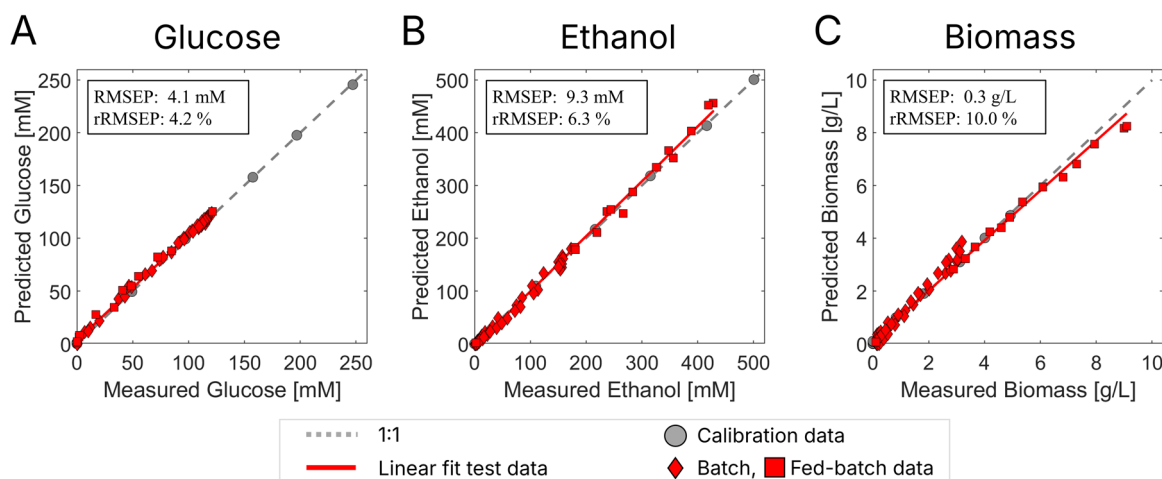 A
Glucose
RMSEP: 4.1 mM
rRMSEP: 4.2 %
Predicted Glucose [mM]
250
200
150
100
50
0
0 50 100 150 200 250
Measured Glucose [mM]
B
Ethanol
RMSEP: 9.3 mM
rRMSEP: 6.3 %
Predicted Ethanol [mM]
500
400
300
200
100
0
0 100 200 300 400 500
Measured Ethanol [mM]
C
Biomass
RMSEP: 0.3 g/L
rRMSEP: 10.0 %
Predicted Biomass [g/L]
10
8
6
4
2
0
0 2 4 6 8 10
Measured Biomass [g/L]
1:1
Calibration data
Linear fit test data
Batch, Fed-batch data